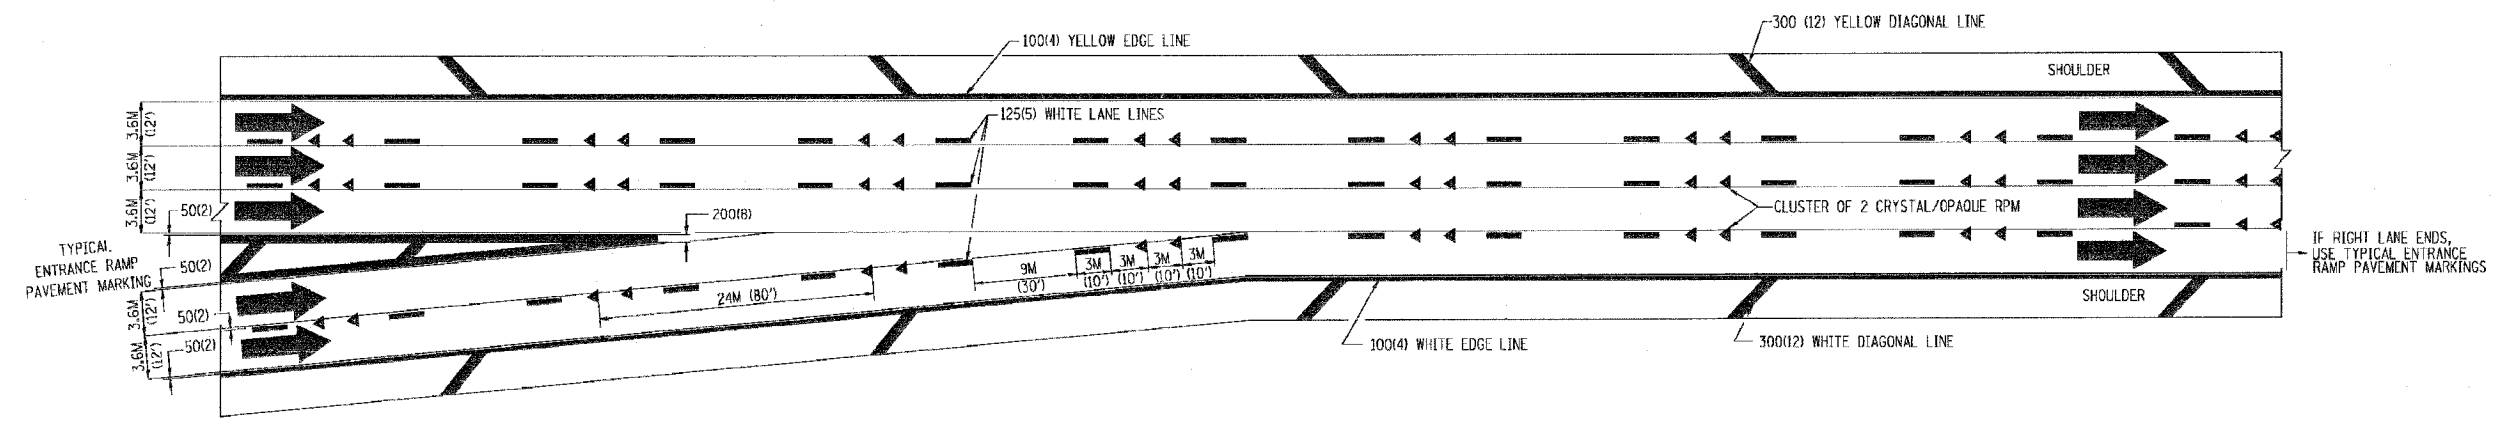 300 (12) YELLOW DIAGONAL LINE
100(4) YELLOW EDGE LINE
SHOULDER
125(5) WHITE LANE LINES
3.6M
(12')
3.6M
(12')
3.6M
(12')
50(2)
200(8)
CLUSTER OF 2 CRYSTAL/OPAQUE RPM
TYPICAL
ENTRANCE RAMP
PAVEMENT MARKING
50(2)
IF RIGHT LANE ENDS,
USE TYPICAL ENTRANCE
RAMP PAVEMENT MARKINGS
9M
(30')
3M
(10')
3M
(10')
3M
(10')
3M
(10')
24M (80')
SHOULDER
3.6M
(12')
50(2)
3.6M
(12')
50(2)
100(4) WHITE EDGE LINE
300(12) WHITE DIAGONAL LINE